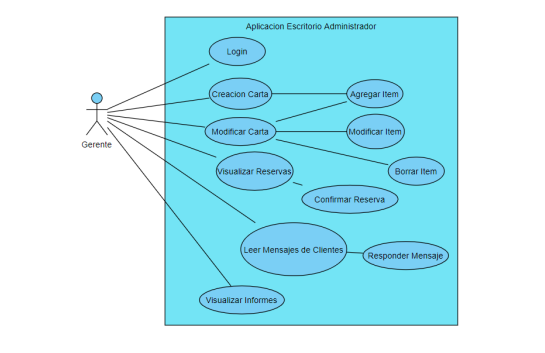 Aplicacion Escritorio Administrador
Login
Creacion Carta
Agregar Item
Modificar Carta
Modificar Item
Gerente
Visualizar Reservas
Borrar Item
Confirmar Reserva
Leer Mensajes de Clientes
Responder Mensaje
Visualizar Informes